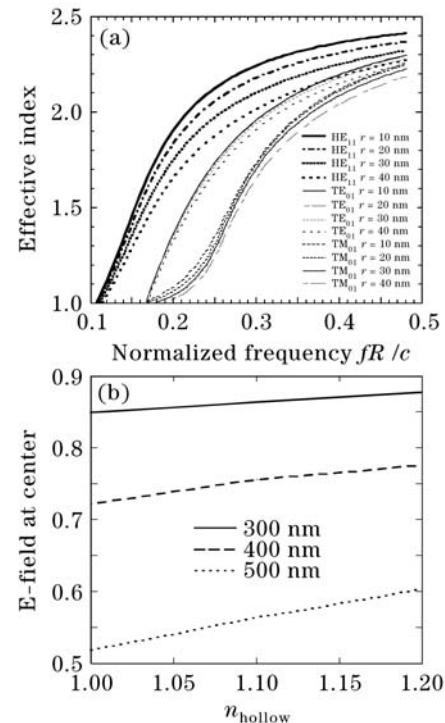 (a)
2.5
2.0
1.5
1.0
Effective index
HE11 r = 10 nm
HE11 r = 20 nm
HE11 r = 30 nm
HE11 r = 40 nm
TE01 r = 10 nm
TE01 r = 20 nm
TE01 r = 30 nm
TE01 r = 40 nm
TM01 r = 10 nm
TM01 r = 20 nm
TM01 r = 30 nm
TM01 r = 40 nm
0.1 0.2 0.3 0.4 0.5
Normalized frequency fR /c
(b)
0.9
0.8
0.7
0.6
0.5
E-field at center
300 nm
400 nm
500 nm
1.00 1.05 1.10 1.15 1.20
nhollow